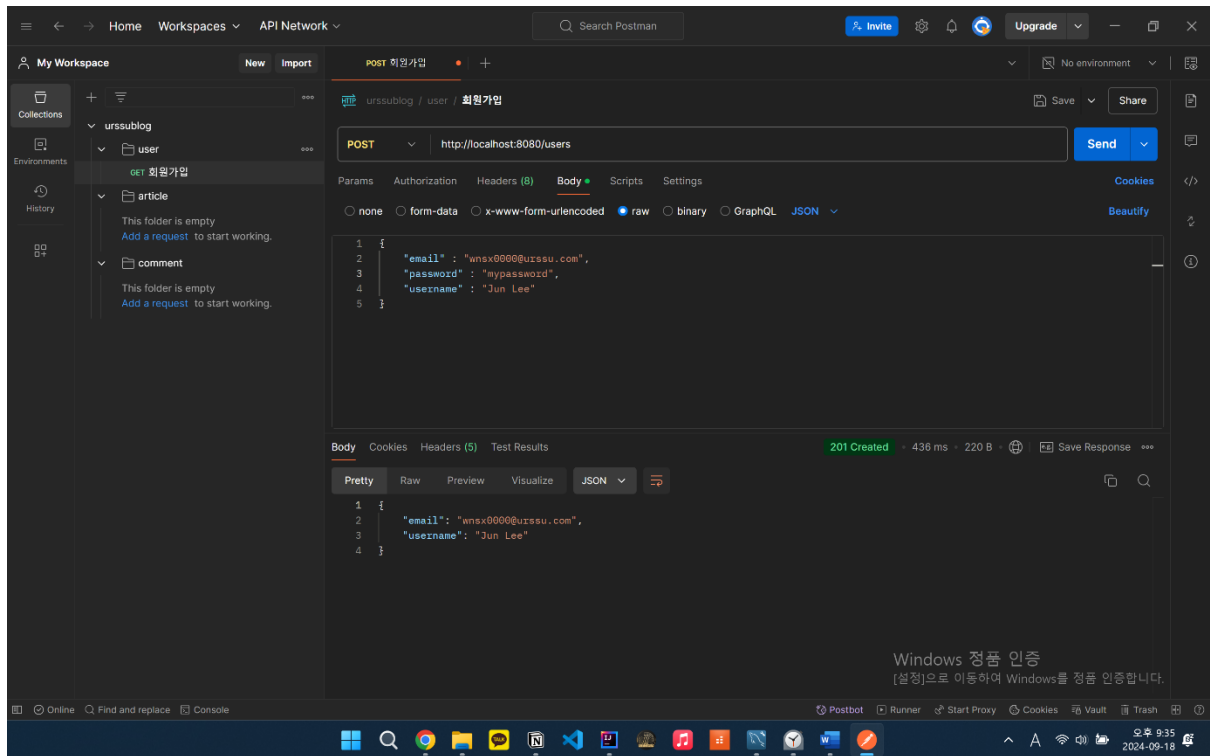 Home Workspaces API Network Search Postman Invite Upgrade
My Workspace New Import POST 회원가입 No environment
Collections
Environments
History
urssublog
user
GET 회원가입
article
This folder is empty
Add a request to start working.
comment
This folder is empty
Add a request to start working.
HTTP urssublog / user / 회원가입 Save Share
POST http://localhost:8080/users Send
Params Authorization Headers (8) Body Scripts Settings Cookies
none form-data x-www-form-urlencoded raw binary GraphQL JSON Beautify
1 {
2 "email" : "wnsx0000@urssu.com",
3 "password" : "mypassword",
4 "username" : "Jun Lee"
5 }
Body Cookies Headers (5) Test Results 201 Created 436 ms 220 B Save Response
Pretty Raw Preview Visualize JSON
1 {
2 "email": "wnsx0000@urssu.com",
3 "username": "Jun Lee"
4 }
Windows 정품 인증
[설정]으로 이동하여 Windows를 정품 인증합니다.
Online Find and replace Console Postbot Runner Start Proxy Cookies Vault Trash
A 오후 9:35
2024-09-18